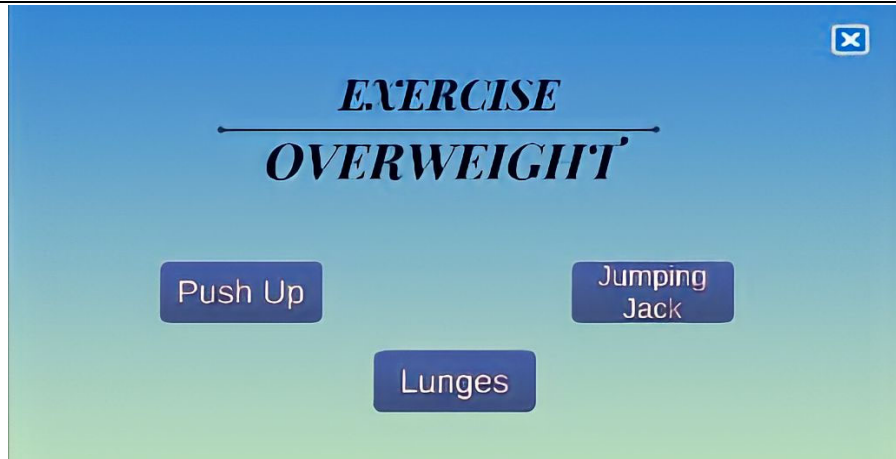 EXERCISE
OVERWEIGHT
Push Up
Jumping
Jack
Lunges